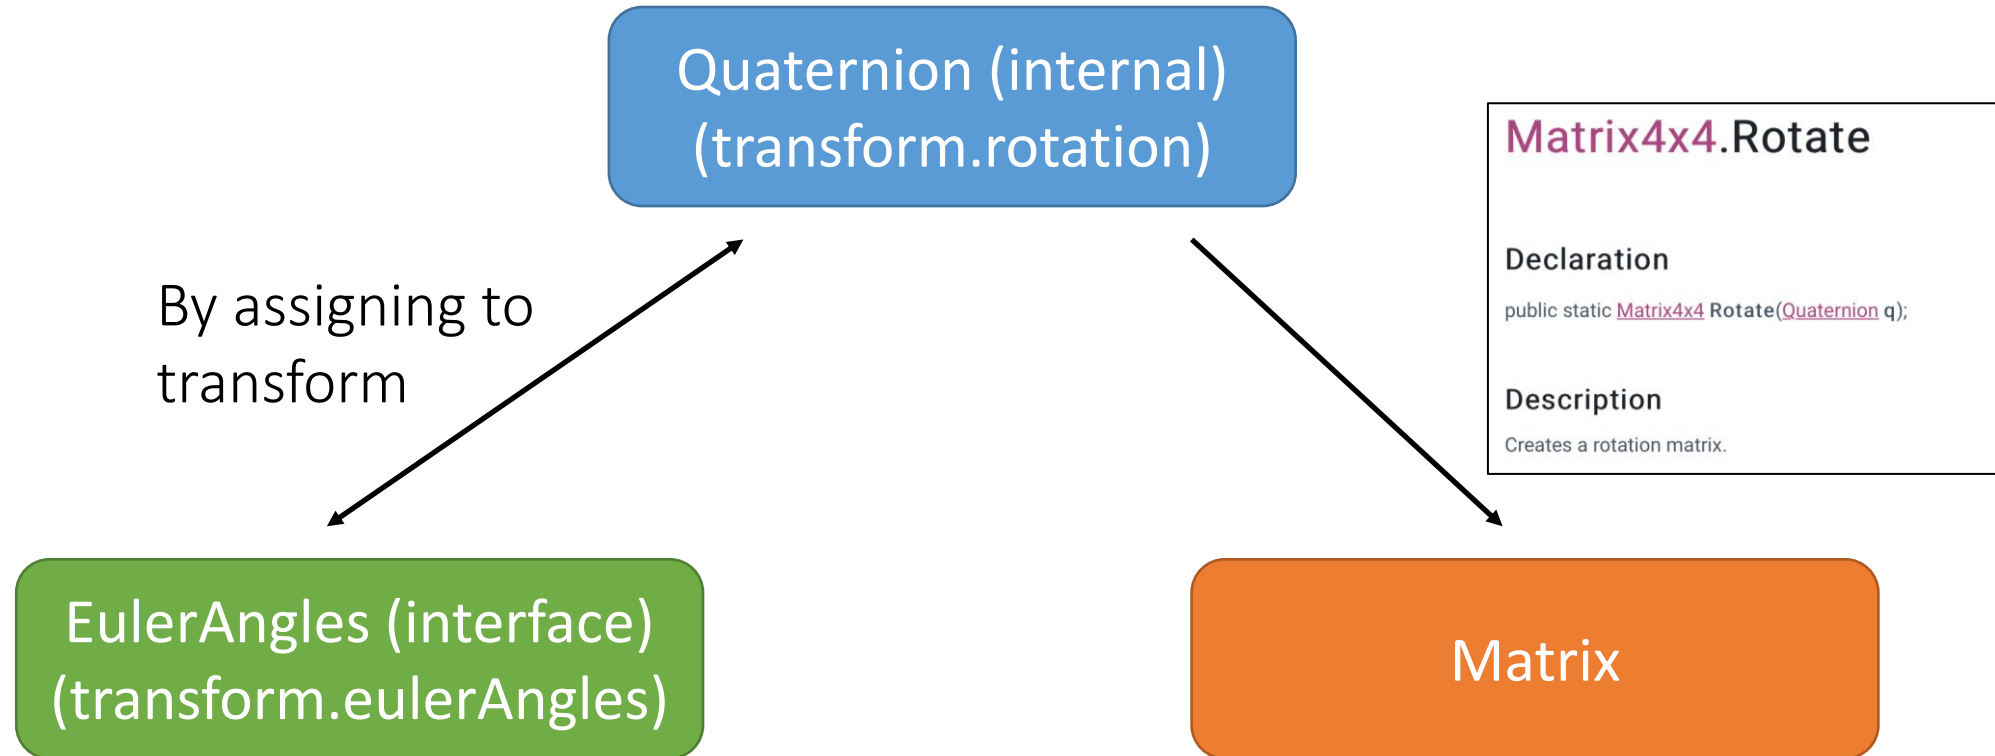 Quaternion (internal)
(transform.rotation)
Matrix4x4.Rotate
Declaration
public static Matrix4x4 Rotate(Quaternion q);
Description
Creates a rotation matrix.
By assigning to
transform
EulerAngles (interface)
(transform.eulerAngles)
Matrix